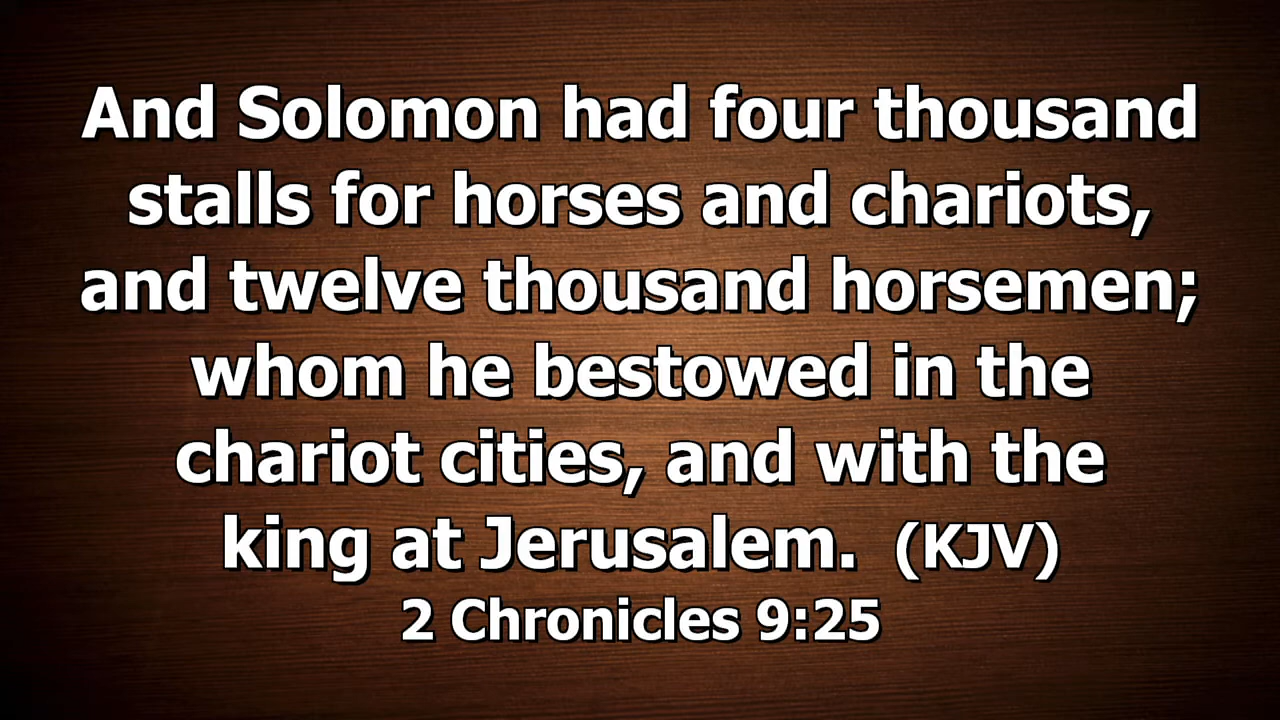 And Solomon had four thousand
stalls for horses and chariots,
and twelve thousand horsemen;
whom he bestowed in the
chariot cities, and with the
king at Jerusalem. (KJV)
2 Chronicles 9:25